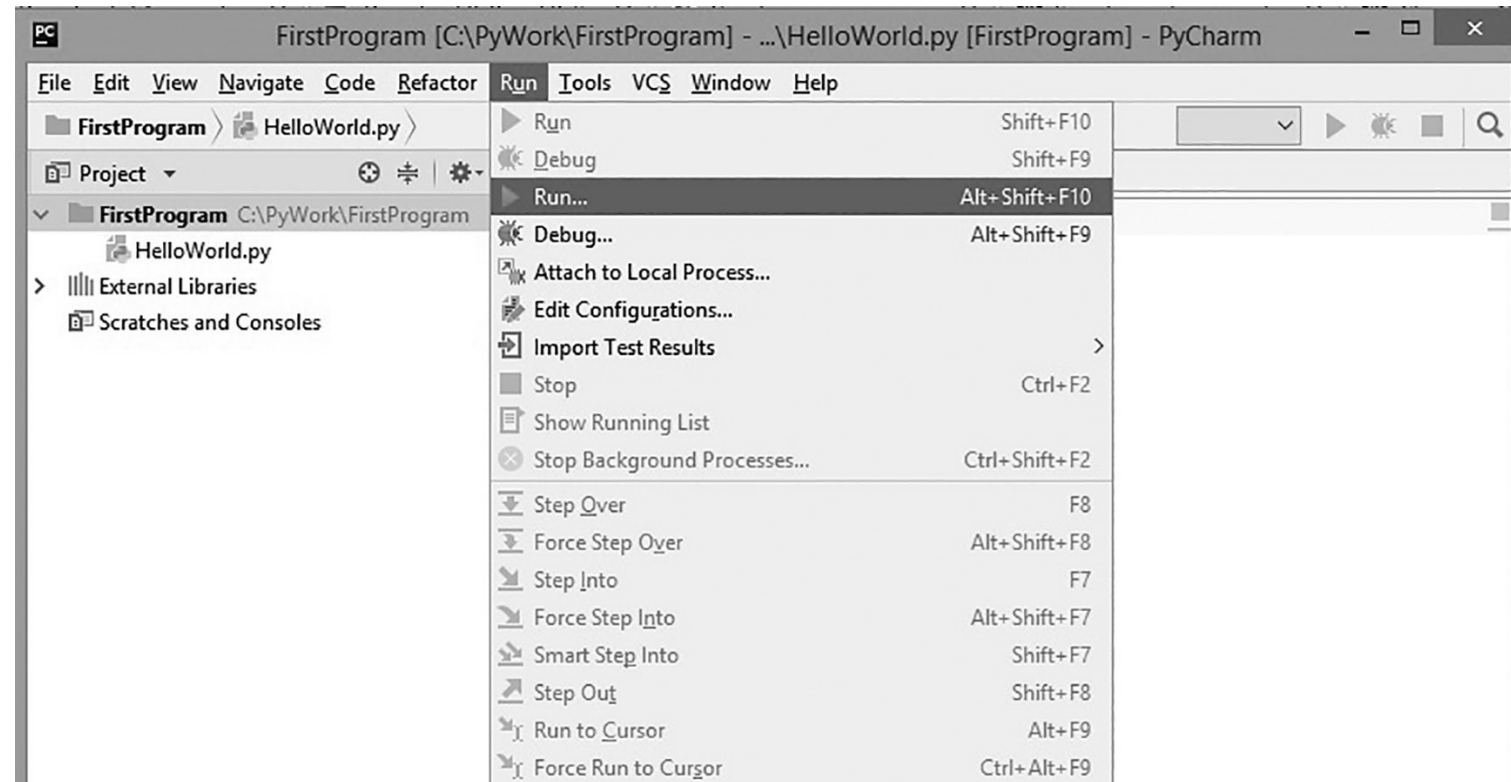 PC
FirstProgram [C:\PyWork\FirstProgram] - ...\HelloWorld.py [FirstProgram] - PyCharm
File Edit View Navigate Code Refactor Run Tools VCS Window Help
FirstProgram HelloWorld.py
Project
FirstProgram C:\PyWork\FirstProgram
HelloWorld.py
External Libraries
Scratches and Consoles
Run Shift+F10
Debug Shift+F9
Run... Alt+Shift+F10
Debug... Alt+Shift+F9
Attach to Local Process...
Edit Configurations...
Import Test Results
Stop Ctrl+F2
Show Running List
Stop Background Processes... Ctrl+Shift+F2
Step Over F8
Force Step Over Alt+Shift+F8
Step Into F7
Force Step Into Alt+Shift+F7
Smart Step Into Shift+F7
Step Out Shift+F8
Run to Cursor Alt+F9
Force Run to Cursor Ctrl+Alt+F9